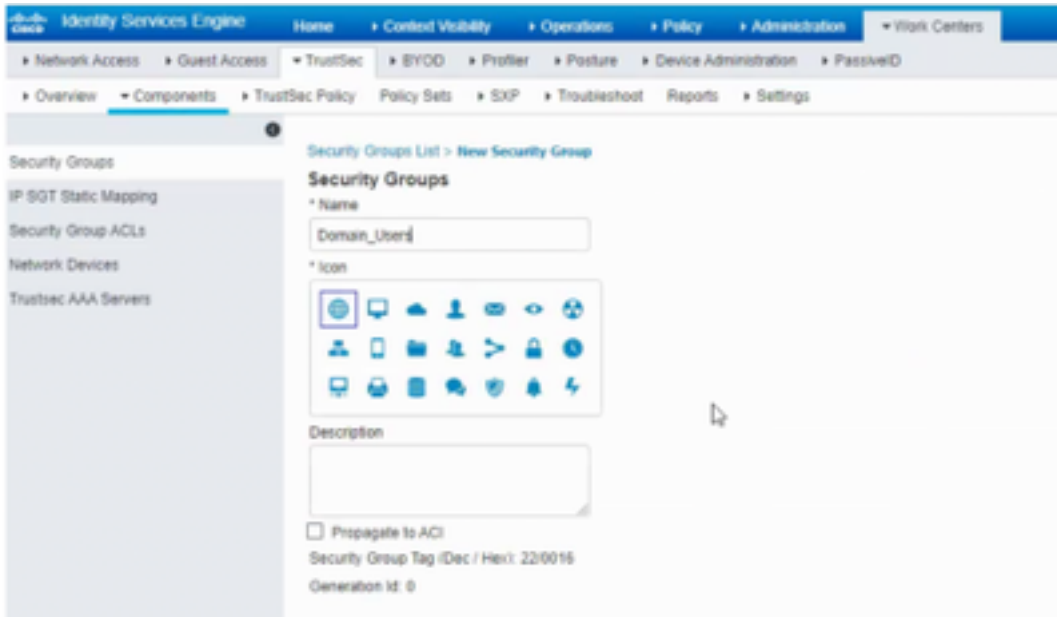 cisco Identity Services Engine Home Context Visibility Operations Policy Administration Work Centers
Network Access Guest Access TrustSec BYOD Profiler Posture Device Administration PassiveID
Overview Components TrustSec Policy Policy Sets SXP Troubleshoot Reports Settings
Security Groups
IP SGT Static Mapping
Security Group ACLs
Network Devices
Trustsec AAA Servers
Security Groups List > New Security Group
Security Groups
* Name
Domain_Users
* Icon
Description
Propagate to ACI
Security Group Tag (Dec / Hex): 22/0016
Generation Id: 0